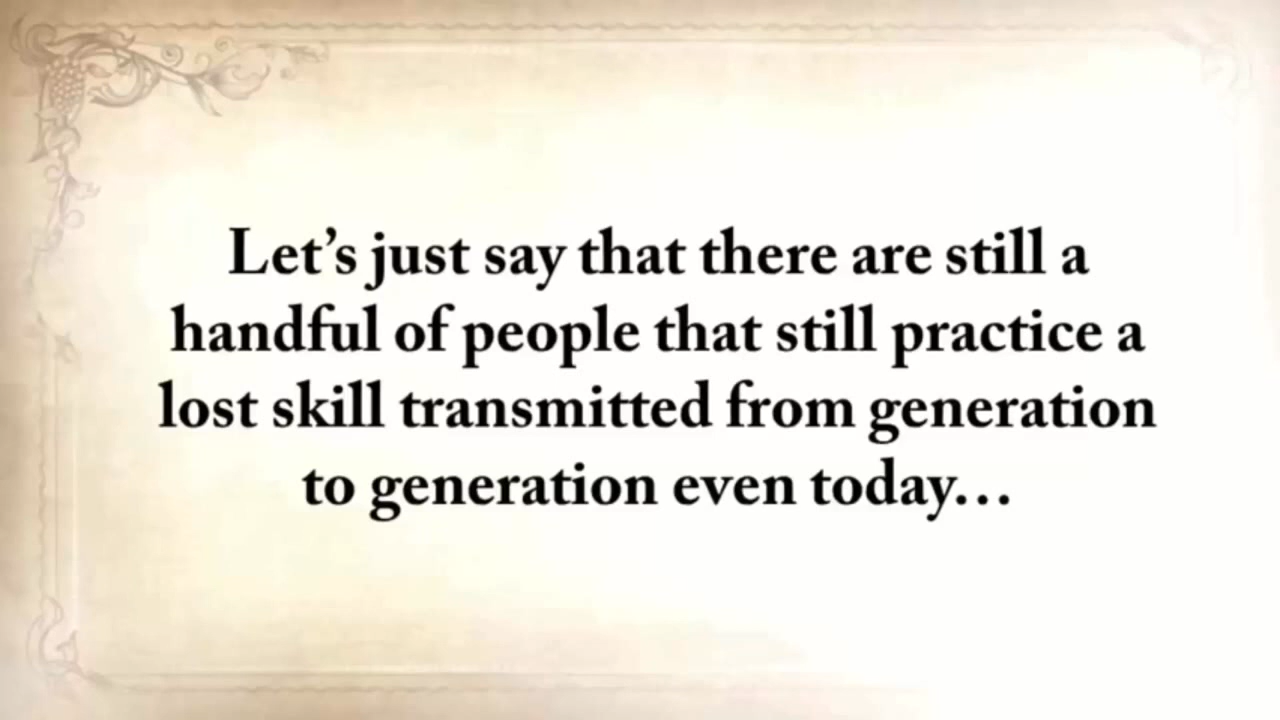 Let’s just say that there are still a
handful of people that still practice a
lost skill transmitted from generation
to generation even today…